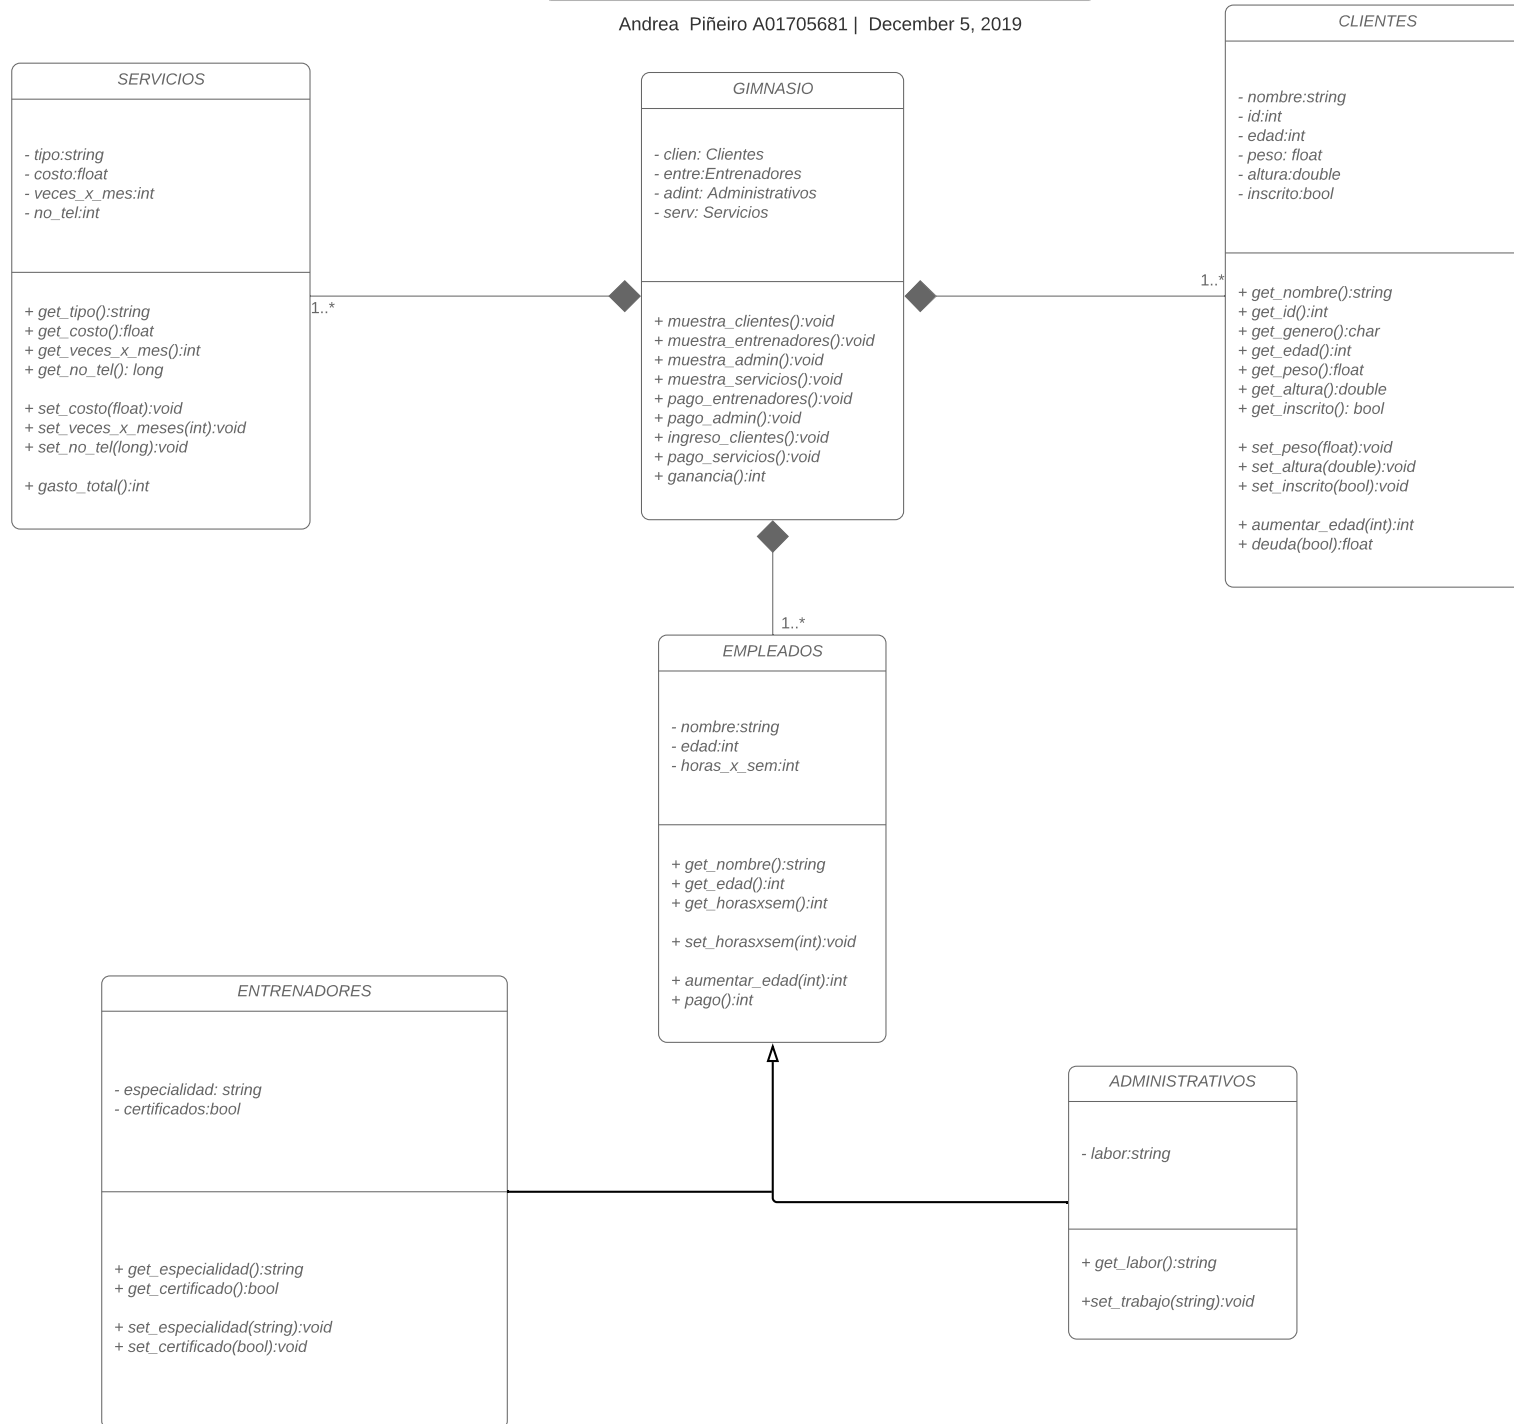 Andrea  Piñeiro A01705681 |  December 5, 2019
SERVICIOS
- tipo:string
- costo:float
- veces_x_mes:int
- no_tel:int
+ get_tipo():string
+ get_costo():float
+ get_veces_x_mes():int
+ get_no_tel(): long
+ set_costo(float):void
+ set_veces_x_meses(int):void
+ set_no_tel(long):void
+ gasto_total():int
1..*
GIMNASIO
- clien: Clientes
- entre:Entrenadores
- adint: Administrativos
- serv: Servicios
+ muestra_clientes():void
+ muestra_entrenadores():void
+ muestra_admin():void
+ muestra_servicios():void
+ pago_entrenadores():void
+ pago_admin():void
+ ingreso_clientes():void
+ pago_servicios():void
+ ganancia():int
1..*
CLIENTES
- nombre:string
- id:int
- edad:int
- peso: float
- altura:double
- inscrito:bool
+ get_nombre():string
+ get_id():int
+ get_genero():char
+ get_edad():int
+ get_peso():float
+ get_altura():double
+ get_inscrito(): bool
+ set_peso(float):void
+ set_altura(double):void
+ set_inscrito(bool):void
+ aumentar_edad(int):int
+ deuda(bool):float
1..*
EMPLEADOS
- nombre:string
- edad:int
- horas_x_sem:int
+ get_nombre():string
+ get_edad():int
+ get_horasxsem():int
+ set_horasxsem(int):void
+ aumentar_edad(int):int
+ pago():int
ENTRENADORES
- especialidad: string
- certificados:bool
+ get_especialidad():string
+ get_certificado():bool
+ set_especialidad(string):void
+ set_certificado(bool):void
ADMINISTRATIVOS
- labor:string
+ get_labor():string
+set_trabajo(string):void